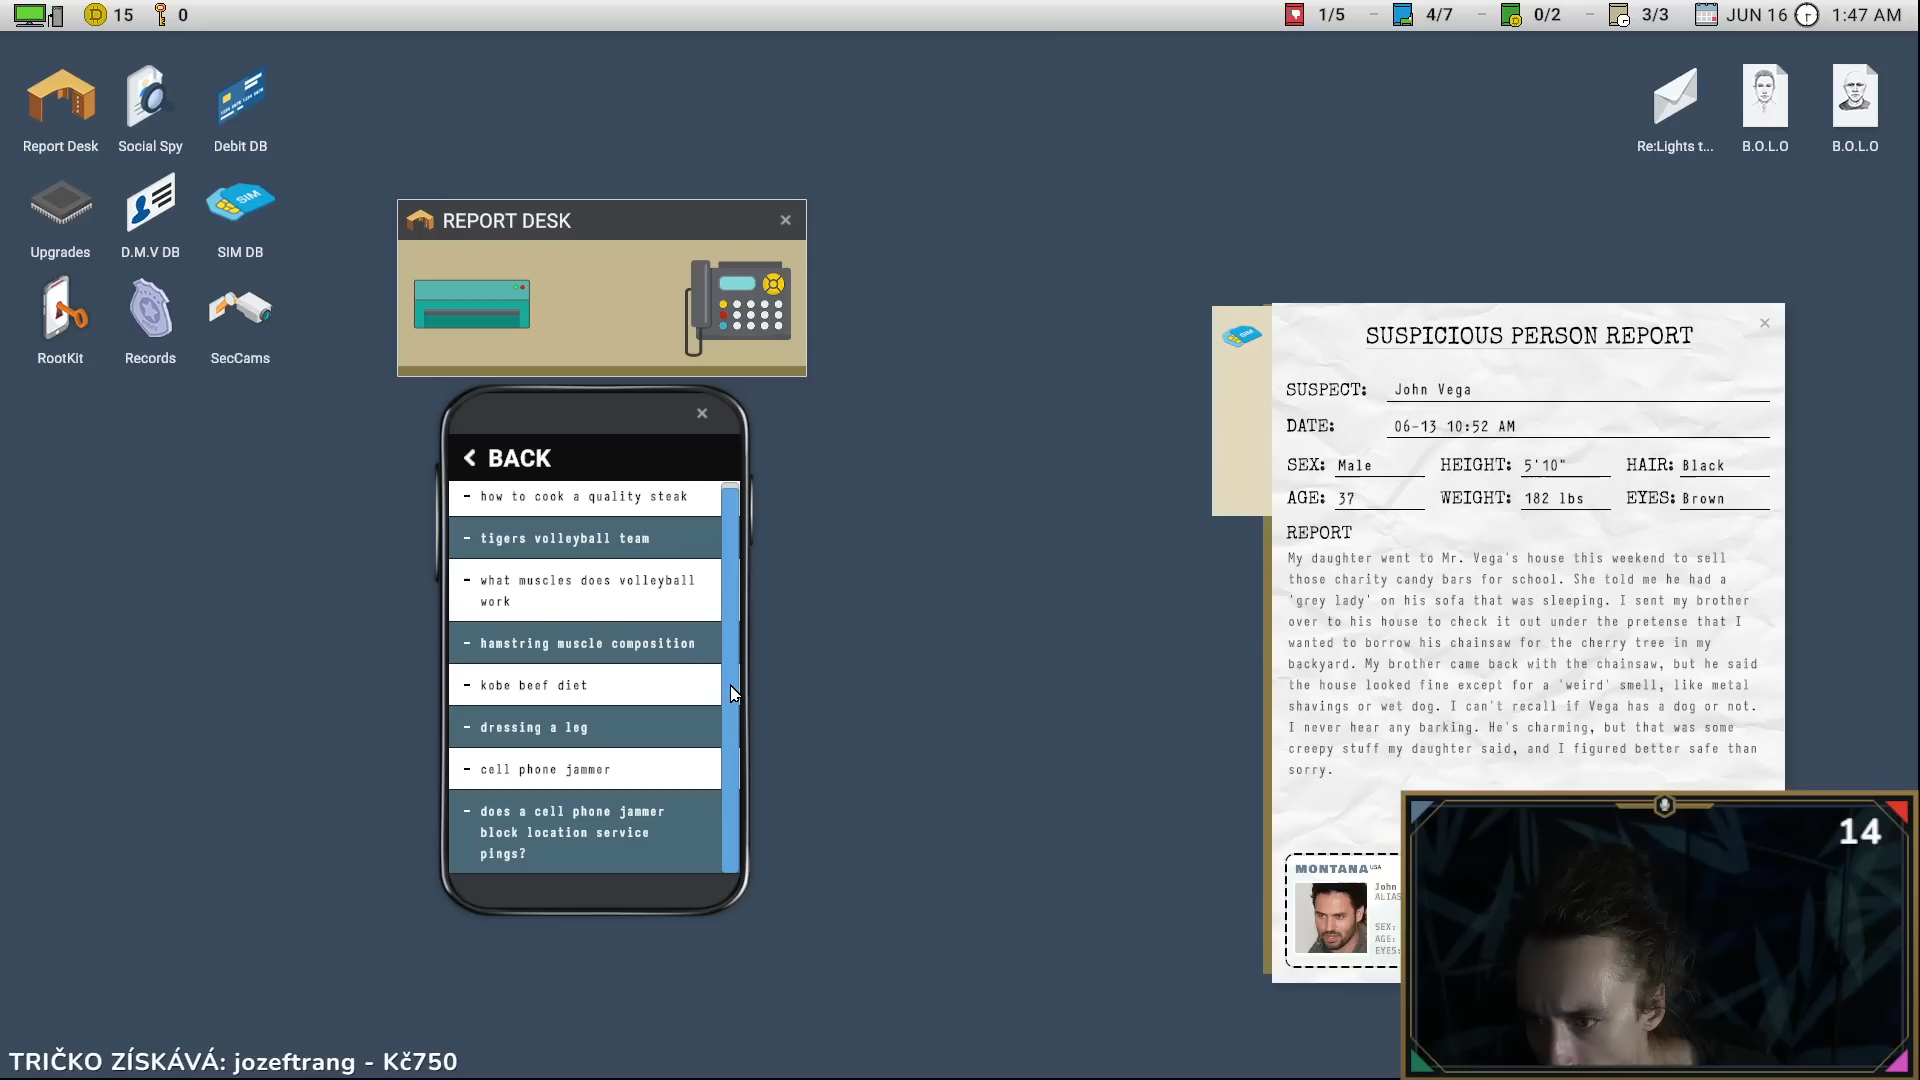 15
0
1/5
4/7
0/2
3/3
JUN 16
1:47 AM
Report Desk
Social Spy
Debit DB
Upgrades
D.M.V DB
SIM DB
RootKit
Records
SecCams
Re:Lights t...
B.O.L.O
B.O.L.O
REPORT DESK
BACK
- how to cook a quality steak
- tigers volleyball team
- what muscles does volleyball
work
- hamstring muscle composition
- kobe beef diet
- dressing a leg
- cell phone jammer
- does a cell phone jammer
block location service
pings?
SIM
SUSPICIOUS PERSON REPORT
SUSPECT: John Vega
DATE: 06-13 10:52 AM
SEX: Male HEIGHT: 5'10" HAIR: Black
AGE: 37 WEIGHT: 182 lbs EYES: Brown
REPORT
My daughter went to Mr. Vega's house this weekend to sell
those charity candy bars for school. She told me he had a
'grey lady' on his sofa that was sleeping. I sent my brother
over to his house to check it out under the pretense that I
wanted to borrow his chainsaw for the cherry tree in my
backyard. My brother came back with the chainsaw, but he said
the house looked fine except for a 'weird' smell, like metal
shavings or wet dog. I can't recall if Vega has a dog or not.
I never hear any barking. He's charming, but that was some
creepy stuff my daughter said, and I figured better safe than
sorry.
MONTANA USA
John
ALIAS
SEX:
AGE:
EYES:
14
TRIČKO ZÍSKÁVÁ: jozeftrang - Kč750